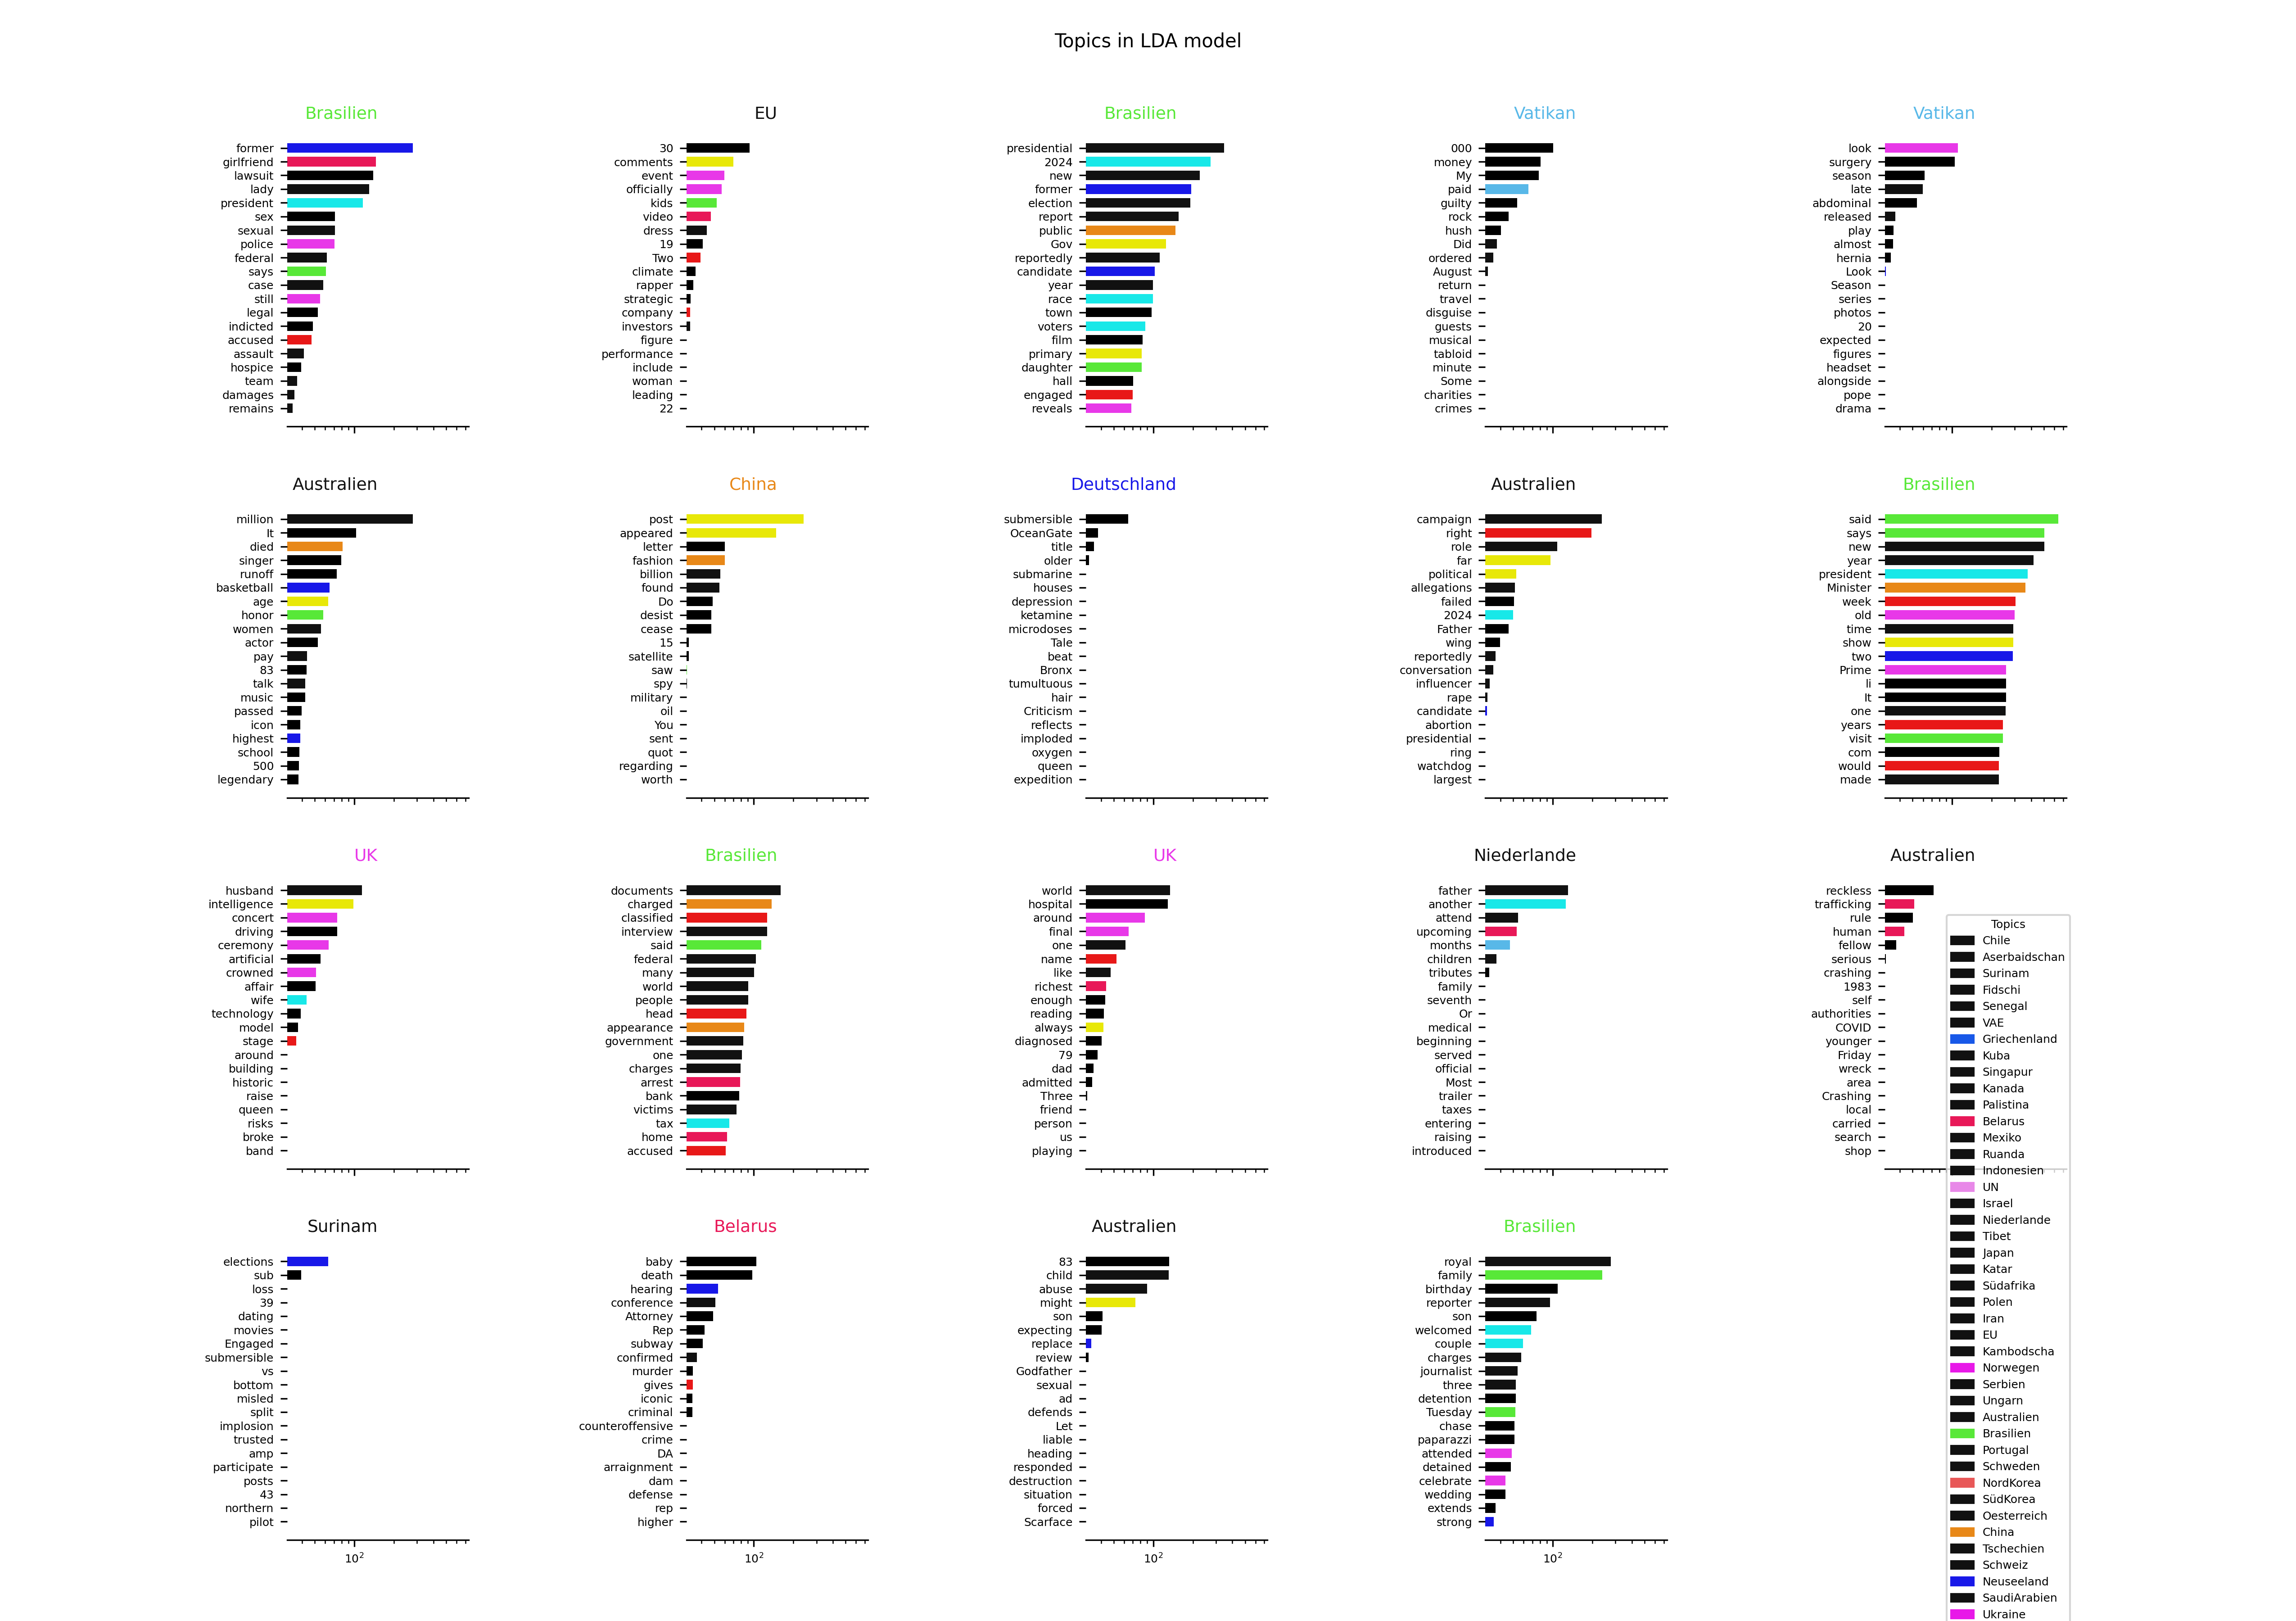 Topics in LDA model
Brasilien
former
girlfriend
lawsuit
lady
president
sex
sexual
police
federal
says
case
still
legal
indicted
accused
assault
hospice
team
damages
remains
EU
30
comments
event
officially
kids
video
dress
19
Two
climate
rapper
strategic
company
investors
figure
performance
include
woman
leading
22
Brasilien
presidential
2024
new
former
election
report
public
Gov
reportedly
candidate
year
race
town
voters
film
primary
daughter
hall
engaged
reveals
Vatikan
000
money
My
paid
guilty
rock
hush
Did
ordered
August
return
travel
disguise
guests
musical
tabloid
minute
Some
charities
crimes
Vatikan
look
surgery
season
late
abdominal
released
play
almost
hernia
Look
Season
series
photos
20
expected
figures
headset
alongside
pope
drama
Australien
million
It
died
singer
runoff
basketball
age
honor
women
actor
pay
83
talk
music
passed
icon
highest
school
500
legendary
China
post
appeared
letter
fashion
billion
found
Do
desist
cease
15
satellite
saw
spy
military
oil
You
sent
quot
regarding
worth
Deutschland
submersible
OceanGate
title
older
submarine
houses
depression
ketamine
microdoses
Tale
beat
Bronx
tumultuous
hair
Criticism
reflects
imploded
oxygen
queen
expedition
Australien
campaign
right
role
far
political
allegations
failed
2024
Father
wing
reportedly
conversation
influencer
rape
candidate
abortion
presidential
ring
watchdog
largest
Brasilien
said
says
new
year
president
Minister
week
old
time
show
two
Prime
li
It
one
years
visit
com
would
made
UK
husband
intelligence
concert
driving
ceremony
artificial
crowned
affair
wife
technology
model
stage
around
building
historic
raise
queen
risks
broke
band
Brasilien
documents
charged
classified
interview
said
federal
many
world
people
head
appearance
government
one
charges
arrest
bank
victims
tax
home
accused
UK
world
hospital
around
final
one
name
like
richest
enough
reading
always
diagnosed
79
dad
admitted
Three
friend
person
us
playing
Niederlande
father
another
attend
upcoming
months
children
tributes
family
seventh
Or
medical
beginning
served
official
Most
trailer
taxes
entering
raising
introduced
Australien
reckless
trafficking
rule
human
fellow
serious
crashing
1983
self
authorities
COVID
younger
Friday
wreck
area
Crashing
local
carried
search
shop
Surinam
elections
sub
loss
39
dating
movies
Engaged
submersible
vs
bottom
misled
split
implosion
trusted
amp
participate
posts
43
northern
pilot
10²
Belarus
baby
death
hearing
conference
Attorney
Rep
subway
confirmed
murder
gives
iconic
criminal
counteroffensive
crime
DA
arraignment
dam
defense
rep
higher
10²
Australien
83
child
abuse
might
son
expecting
replace
review
Godfather
sexual
ad
defends
Let
liable
heading
responded
destruction
situation
forced
Scarface
10²
Brasilien
royal
family
birthday
reporter
son
welcomed
couple
charges
journalist
three
detention
Tuesday
chase
paparazzi
attended
detained
celebrate
wedding
extends
strong
10²
Topics
Chile
Aserbaidschan
Surinam
Fidschi
Senegal
VAE
Griechenland
Kuba
Singapur
Kanada
Palistina
Belarus
Mexiko
Ruanda
Indonesien
UN
Israel
Niederlande
Tibet
Japan
Katar
Südafrika
Polen
Iran
EU
Kambodscha
Norwegen
Serbien
Ungarn
Australien
Brasilien
Portugal
Schweden
NordKorea
SüdKorea
Oesterreich
China
Tschechien
Schweiz
Neuseeland
SaudiArabien
Ukraine